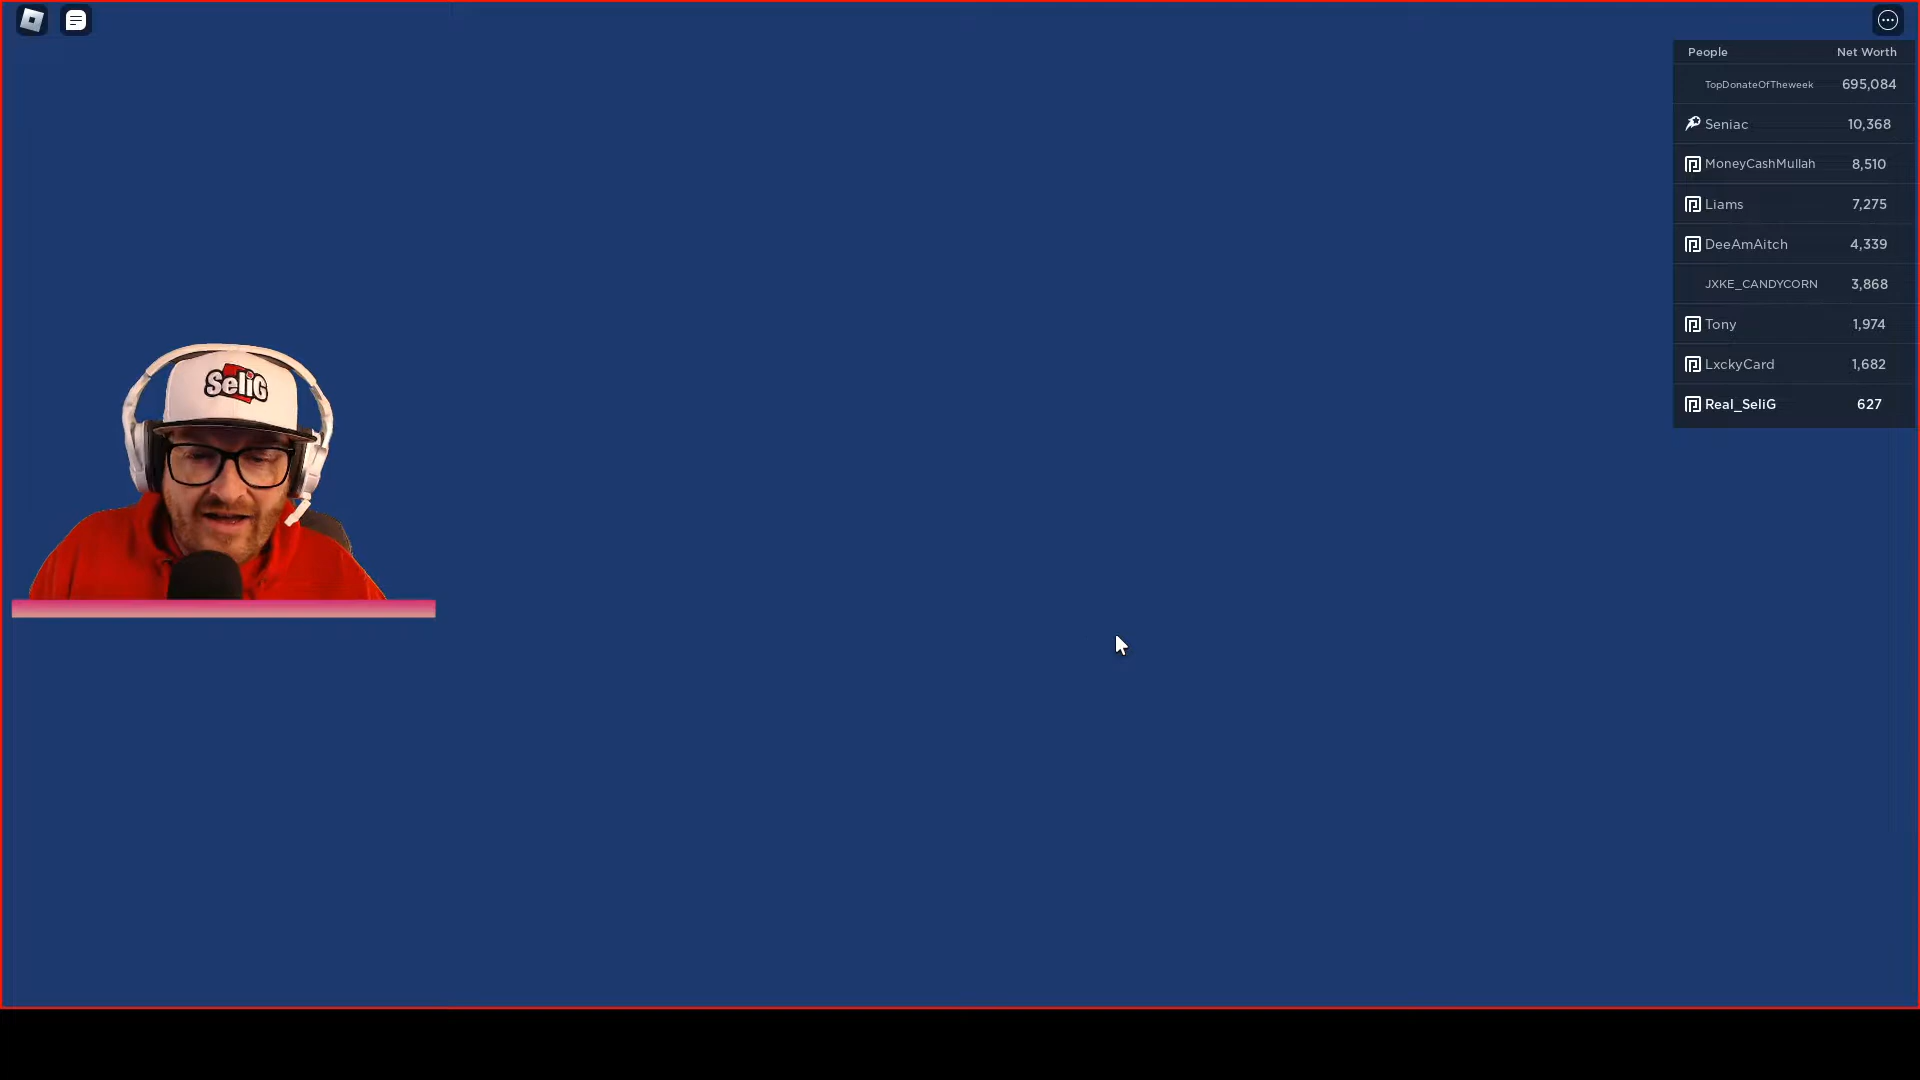 People Net Worth
TopDonateOfTheweek 695,084
Seniac 10,368
MoneyCashMullah 8,510
Liams 7,275
DeeAmAitch 4,339
JXKE_CANDYCORN 3,868
Tony 1,974
LxckyCard 1,682
Real_SeliG 627
SeliG